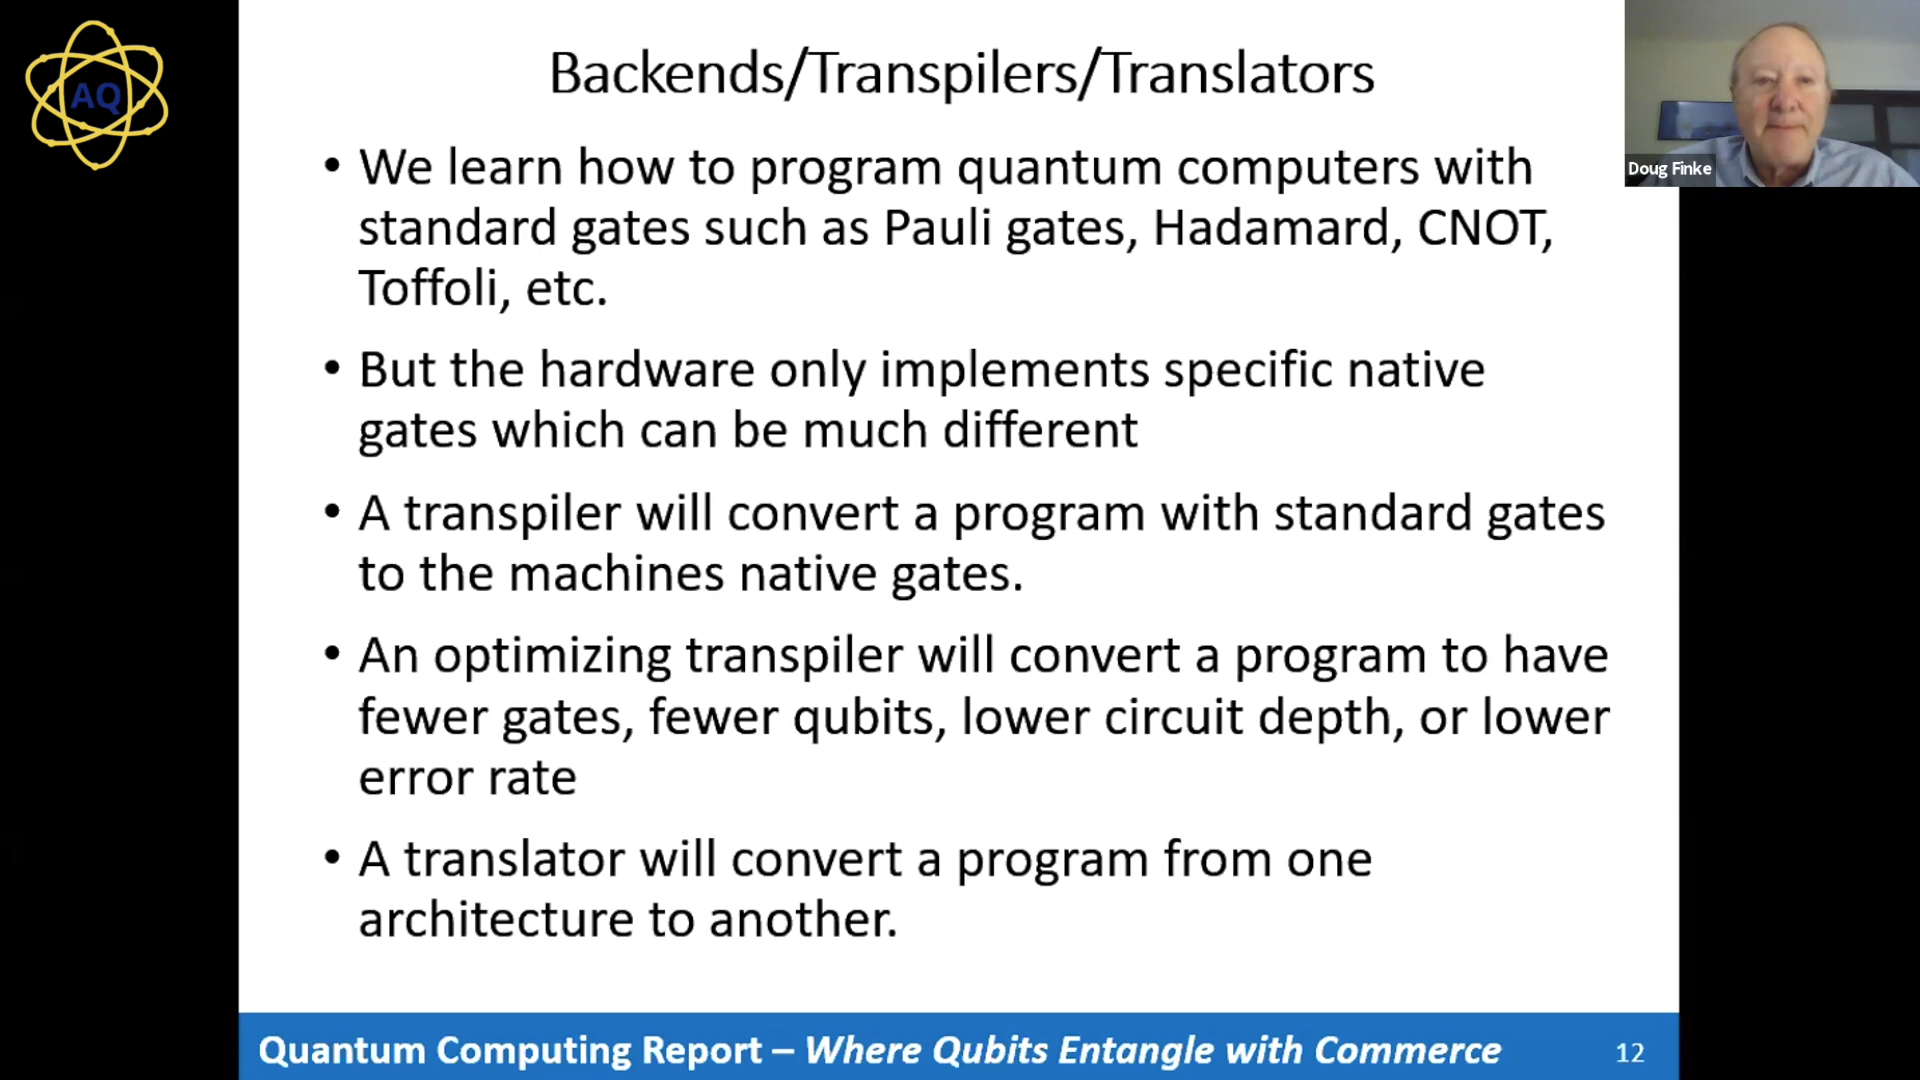 AQ
Backends/Transpilers/Translators
Doug Finke
• We learn how to program quantum computers with
standard gates such as Pauli gates, Hadamard, CNOT,
Toffoli, etc.
• But the hardware only implements specific native
gates which can be much different
• A transpiler will convert a program with standard gates
to the machines native gates.
• An optimizing transpiler will convert a program to have
fewer gates, fewer qubits, lower circuit depth, or lower
error rate
• A translator will convert a program from one
architecture to another.
Quantum Computing Report – Where Qubits Entangle with Commerce
12